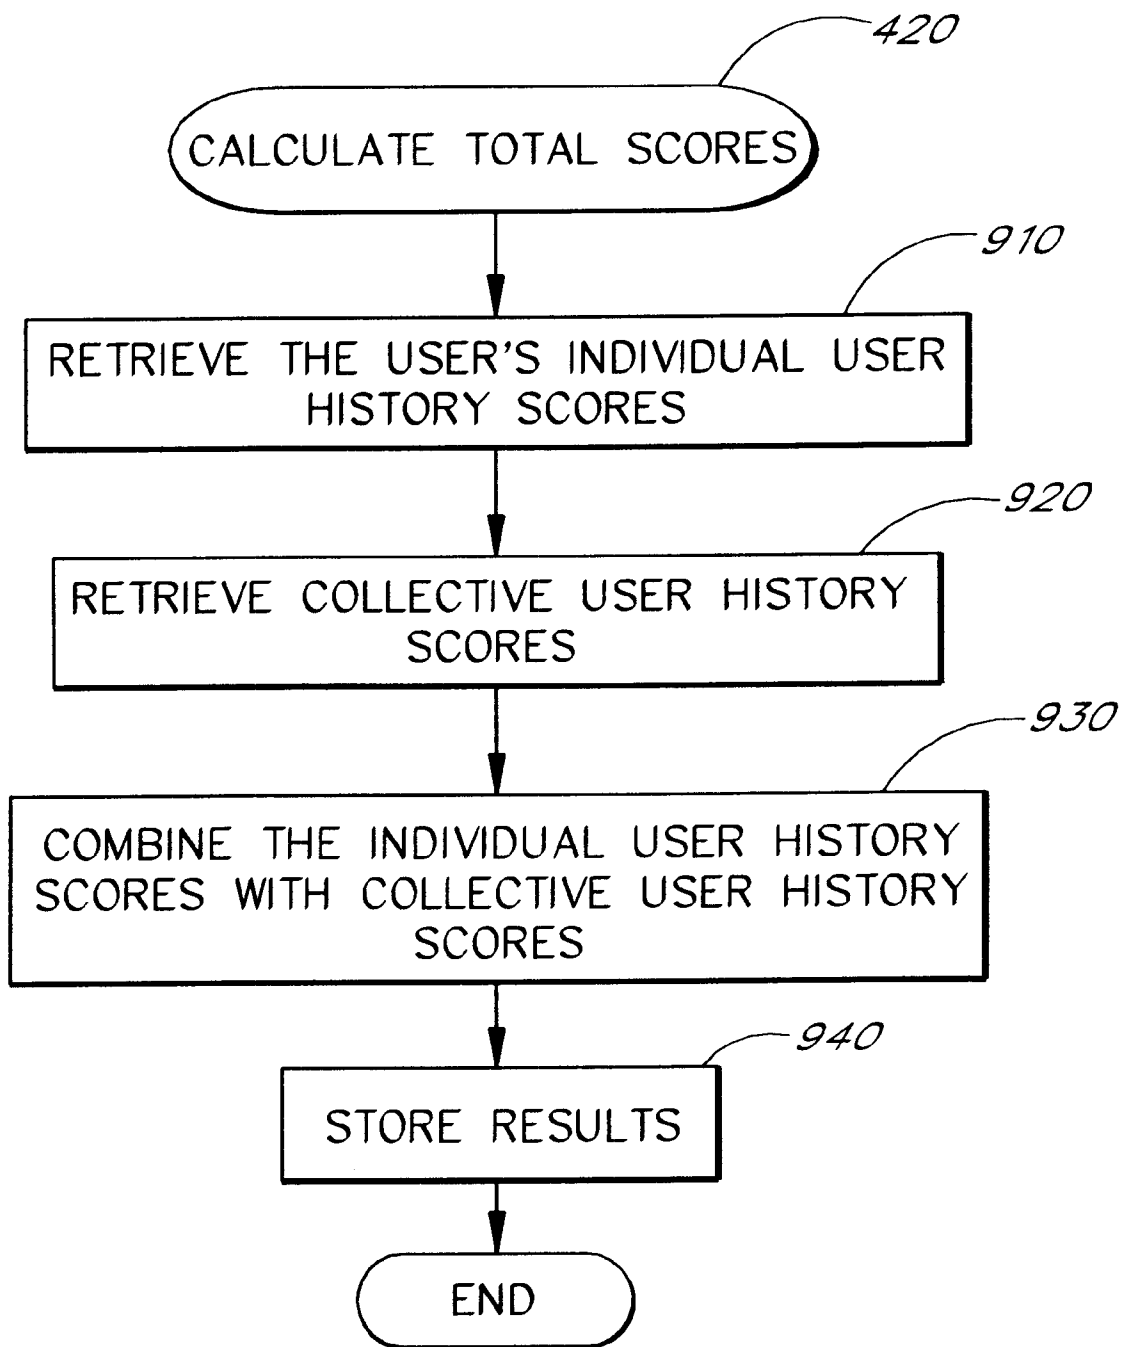 420
CALCULATE TOTAL SCORES
910
RETRIEVE THE USER'S INDIVIDUAL USER
HISTORY SCORES
920
RETRIEVE COLLECTIVE USER HISTORY
SCORES
930
COMBINE THE INDIVIDUAL USER HISTORY
SCORES WITH COLLECTIVE USER HISTORY
SCORES
940
STORE RESULTS
END